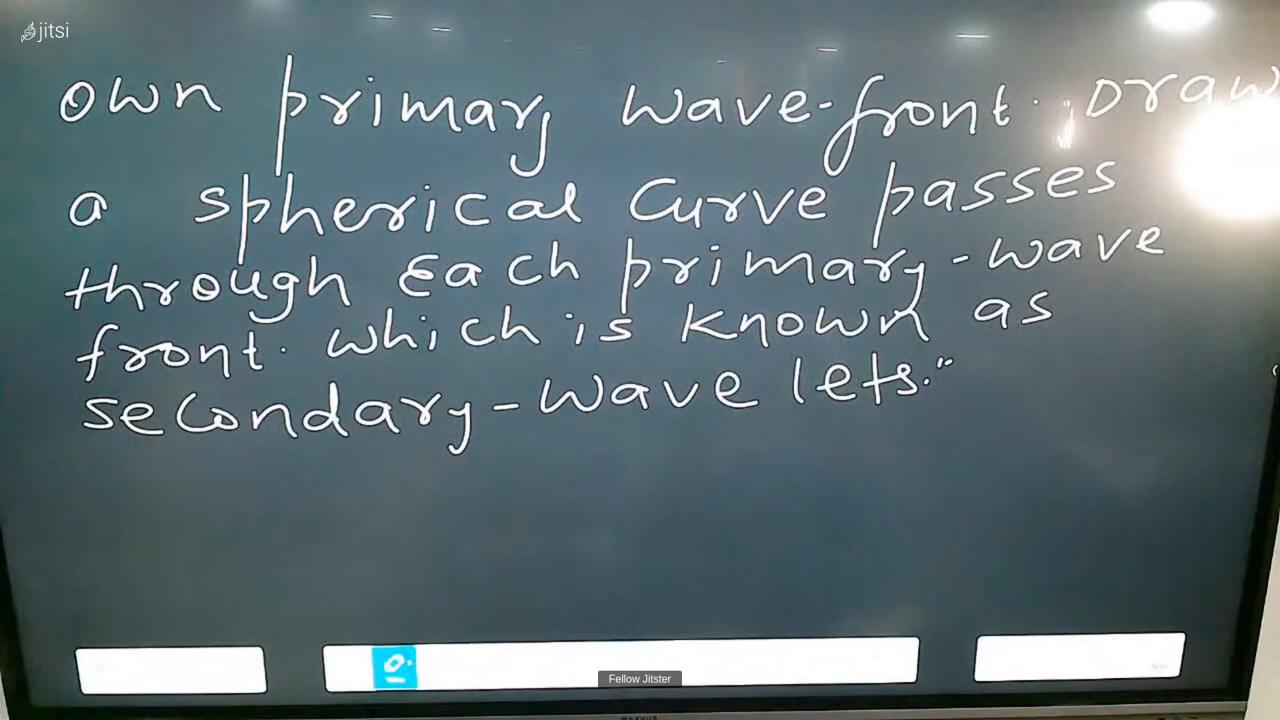 jitsi
own primary wave-front. Draw
a spherical curve passes
through Each primary-wave
front. which is known as
secondary-wave lets."
Fellow Jitster